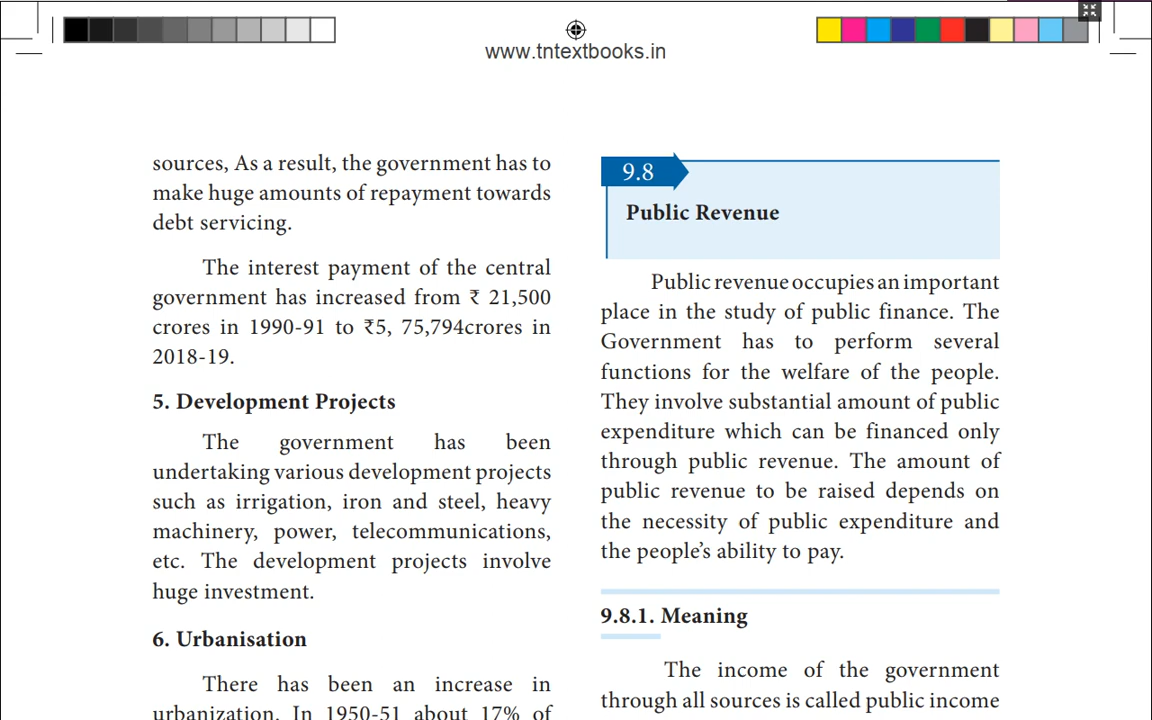 www.tntextbooks.in
sources, As a result, the government has to
make huge amounts of repayment towards
debt servicing.
The interest payment of the central
government has increased from ₹ 21,500
crores in 1990-91 to ₹5, 75,794crores in
2018-19.
5. Development Projects
The government has been
undertaking various development projects
such as irrigation, iron and steel, heavy
machinery, power, telecommunications,
etc. The development projects involve
huge investment.
6. Urbanisation
There has been an increase in
urbanization. In 1950-51 about 17% of
9.8
Public Revenue
Public revenue occupies an important
place in the study of public finance. The
Government has to perform several
functions for the welfare of the people.
They involve substantial amount of public
expenditure which can be financed only
through public revenue. The amount of
public revenue to be raised depends on
the necessity of public expenditure and
the people's ability to pay.
9.8.1. Meaning
The income of the government
through all sources is called public income